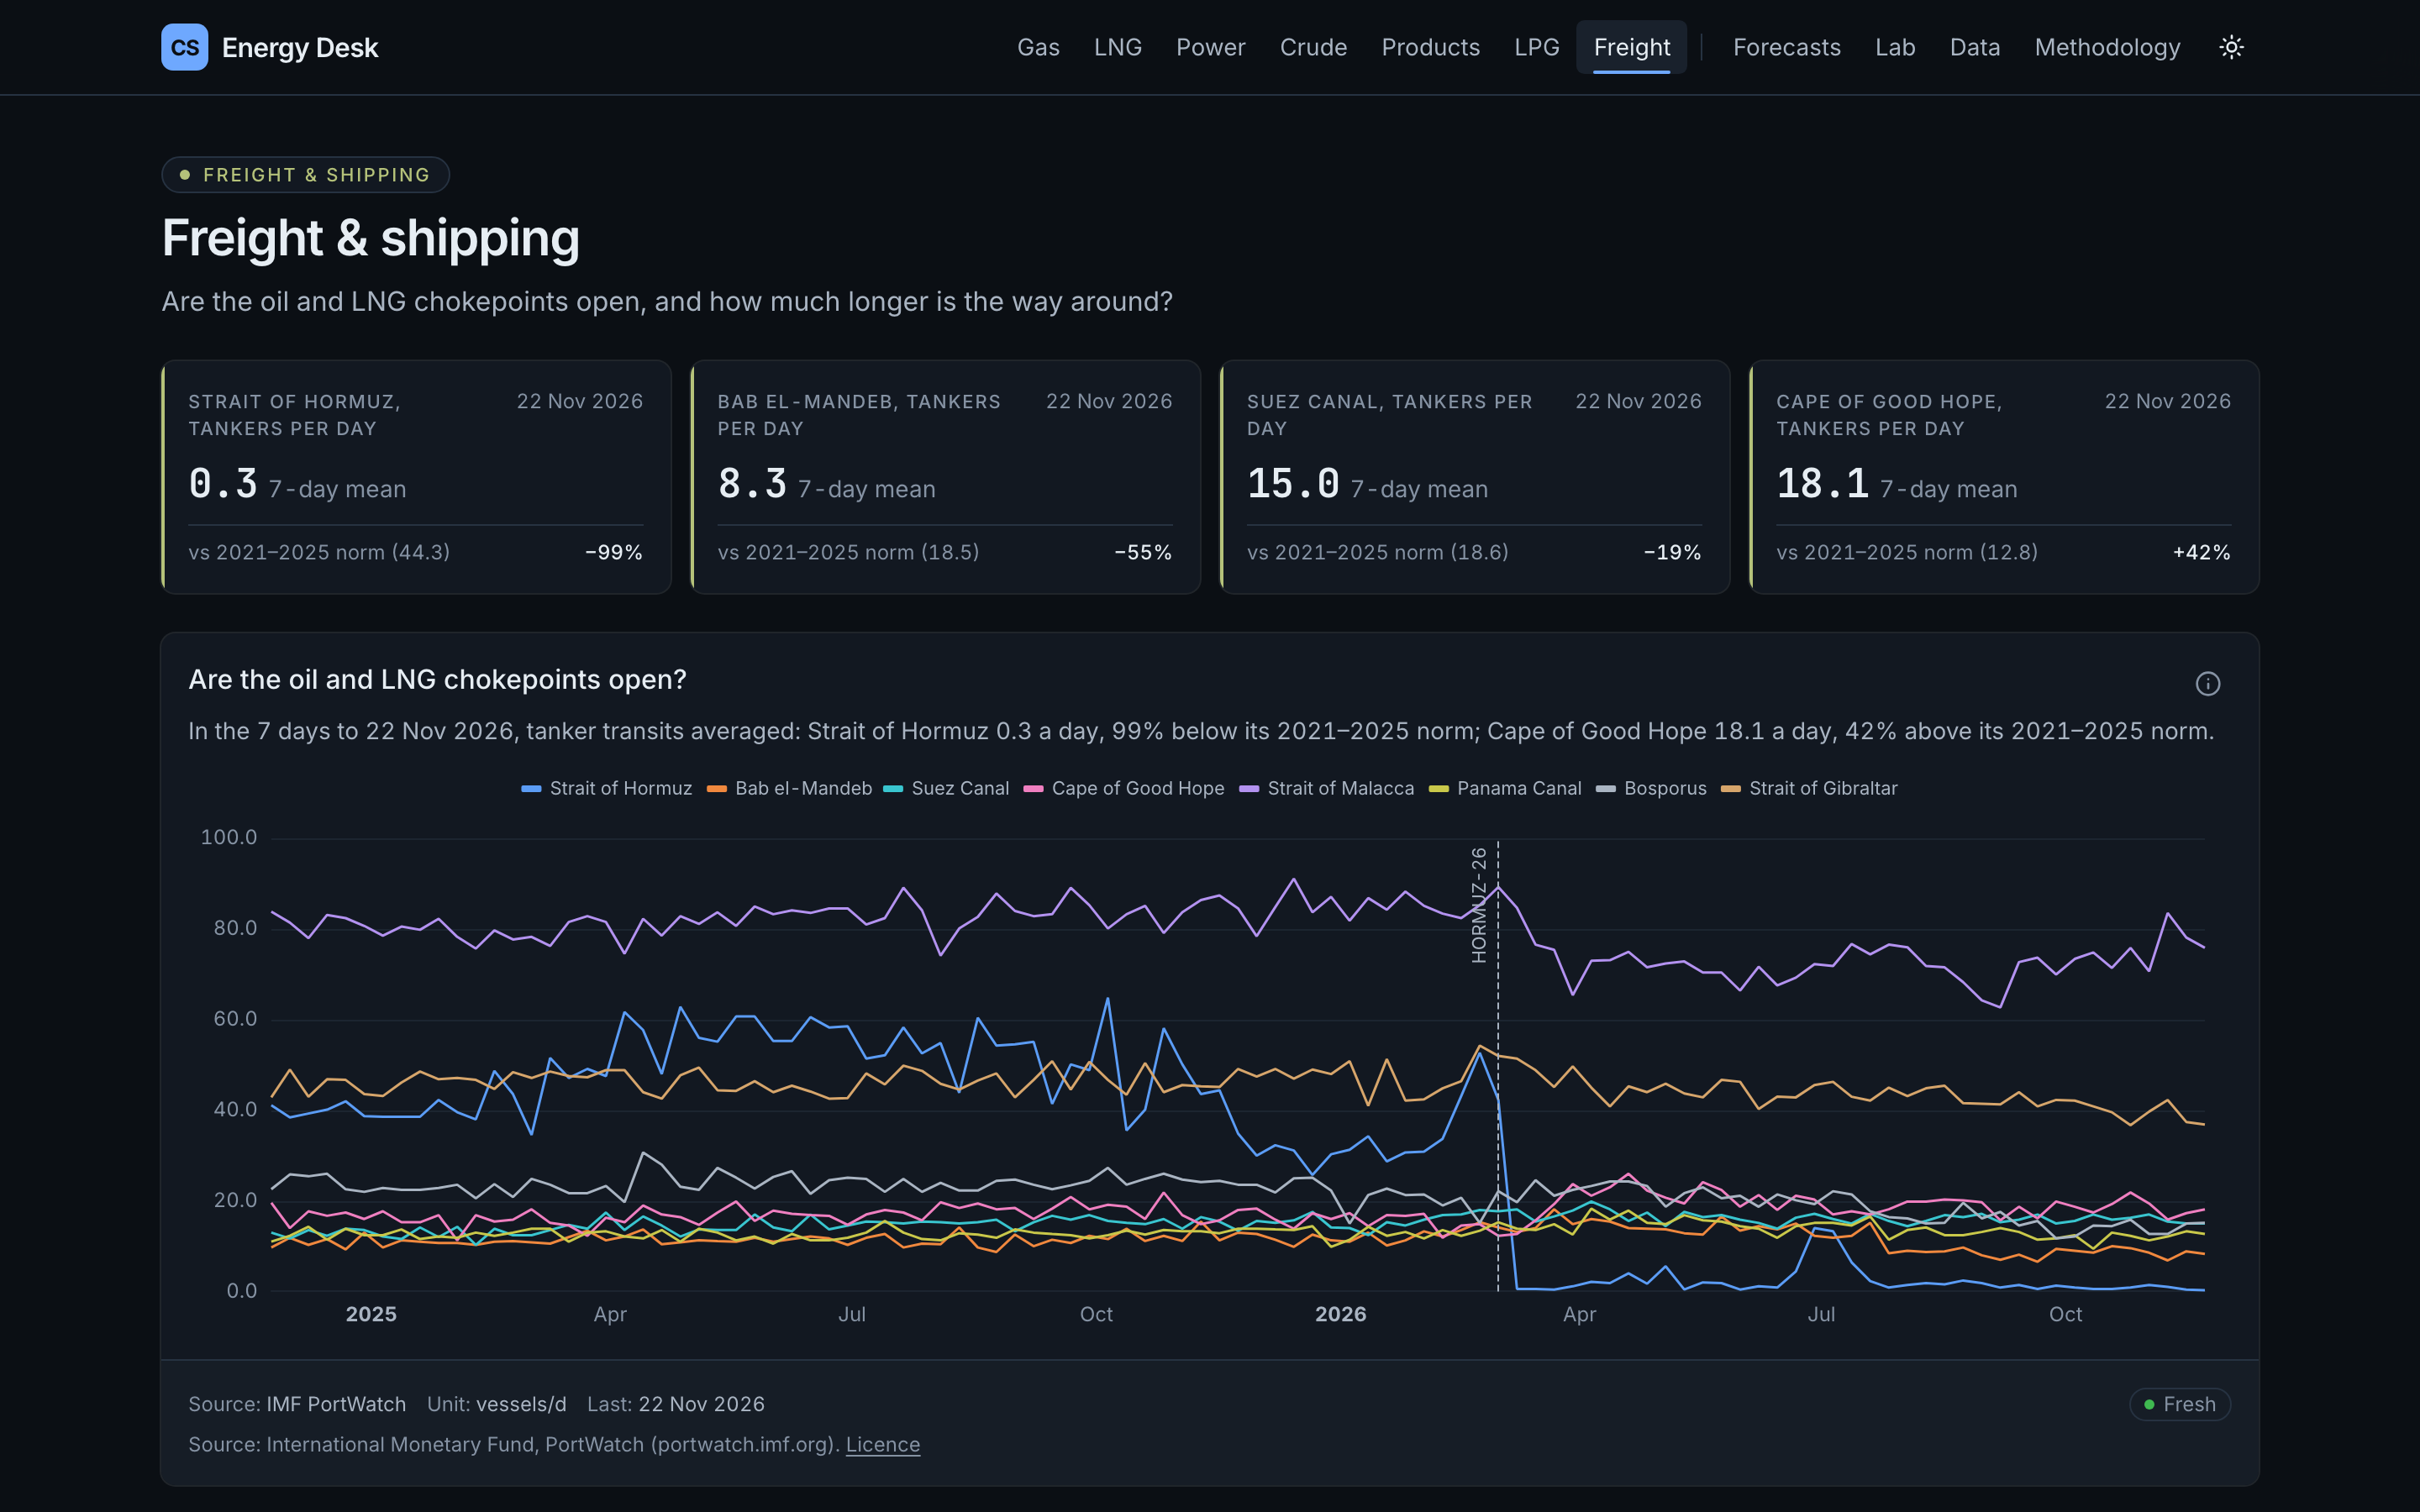 CS Energy Desk
Gas LNG Power Crude Products LPG Freight Forecasts Lab Data Methodology
FREIGHT & SHIPPING
Freight & shipping
Are the oil and LNG chokepoints open, and how much longer is the way around?
STRAIT OF HORMUZ, TANKERS PER DAY
22 Nov 2026
0.3 7-day mean
vs 2021–2025 norm (44.3) −99%
BAB EL-MANDEB, TANKERS PER DAY
22 Nov 2026
8.3 7-day mean
vs 2021–2025 norm (18.5) −55%
SUEZ CANAL, TANKERS PER DAY
22 Nov 2026
15.0 7-day mean
vs 2021–2025 norm (18.6) −19%
CAPE OF GOOD HOPE, TANKERS PER DAY
22 Nov 2026
18.1 7-day mean
vs 2021–2025 norm (12.8) +42%
Are the oil and LNG chokepoints open?
In the 7 days to 22 Nov 2026, tanker transits averaged: Strait of Hormuz 0.3 a day, 99% below its 2021–2025 norm; Cape of Good Hope 18.1 a day, 42% above its 2021–2025 norm.
Strait of Hormuz Bab el-Mandeb Suez Canal Cape of Good Hope Strait of Malacca Panama Canal Bosporus Strait of Gibraltar
100.0
80.0
60.0
40.0
20.0
0.0
HORMUZ-26
2025 Apr Jul Oct 2026 Apr Jul Oct
Source: IMF PortWatch Unit: vessels/d Last: 22 Nov 2026
Fresh
Source: International Monetary Fund, PortWatch (portwatch.imf.org). Licence